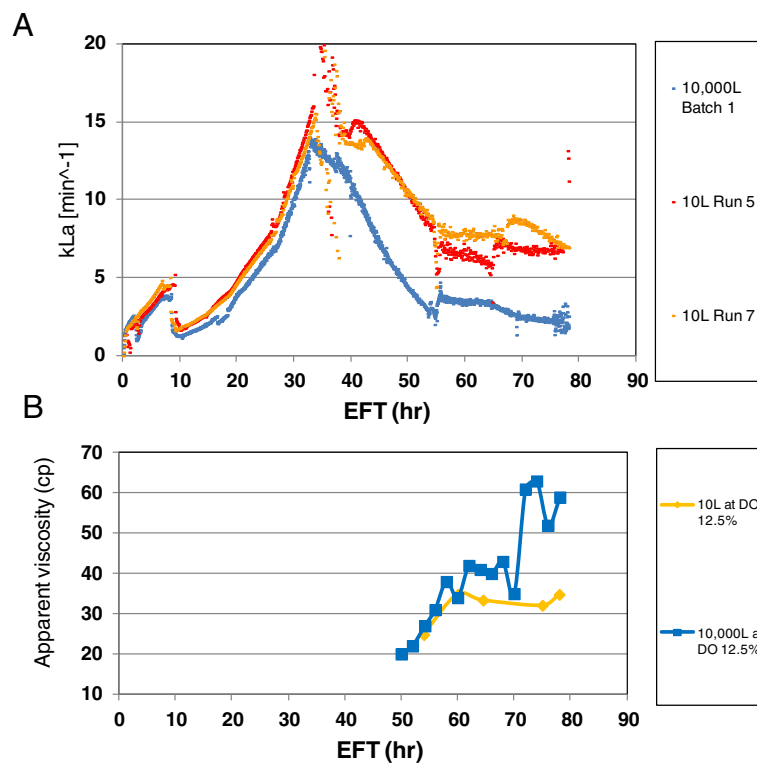 A
20
15
10
5
0
kLa [min^-1]
0 10 20 30 40 50 60 70 80 90
EFT (hr)
10,000L
Batch 1
10L Run 5
10L Run 7
B
70
60
50
40
30
20
10
Apparent viscosity (cp)
0 10 20 30 40 50 60 70 80 90
EFT (hr)
10L at DO
12.5%
10,000L a
DO 12.5%